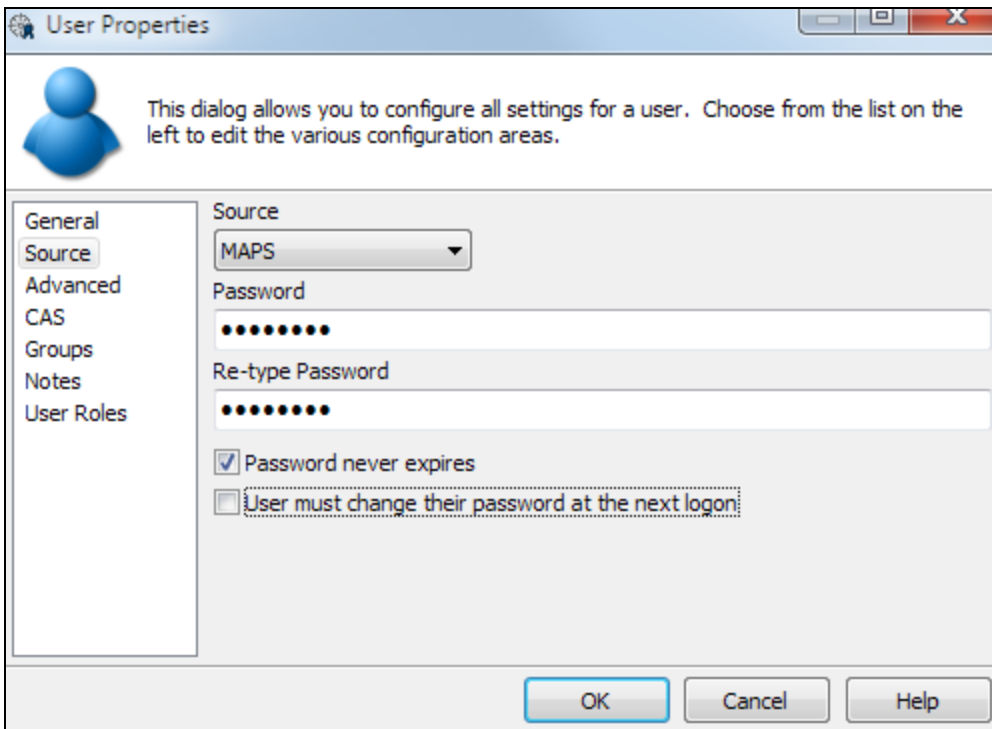 User Properties
This dialog allows you to configure all settings for a user. Choose from the list on the
left to edit the various configuration areas.
General
Source
Advanced
CAS
Groups
Notes
User Roles
Source
MAPS
Password
••••••••
Re-type Password
••••••••
Password never expires
User must change their password at the next logon
OK
Cancel
Help